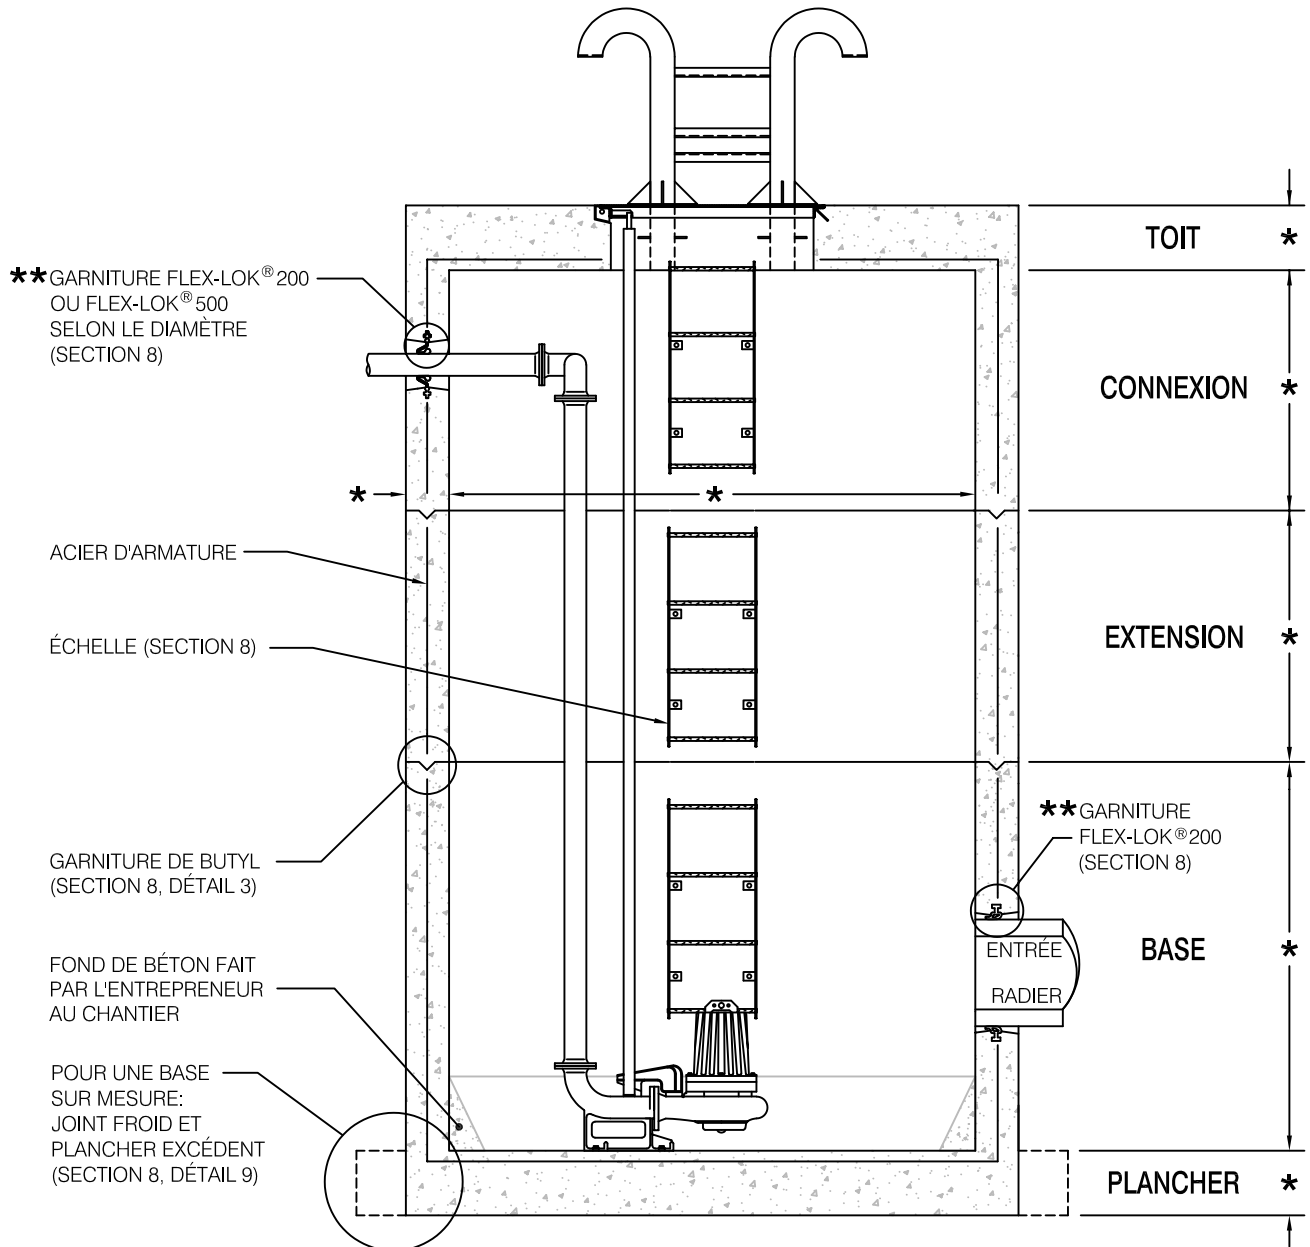 TOIT *
**GARNITURE FLEX-LOK® 200
OU FLEX-LOK® 500
SELON LE DIAMÈTRE
(SECTION 8)
CONNEXION *
* *
ACIER D'ARMATURE
ÉCHELLE (SECTION 8)
EXTENSION *
**GARNITURE
FLEX-LOK® 200
(SECTION 8)
GARNITURE DE BUTYL
(SECTION 8, DÉTAIL 3)
ENTRÉE
RADIER
BASE *
FOND DE BÉTON FAIT
PAR L'ENTREPRENEUR
AU CHANTIER
POUR UNE BASE
SUR MESURE:
JOINT FROID ET
PLANCHER EXCÉDENT
(SECTION 8, DÉTAIL 9)
PLANCHER *